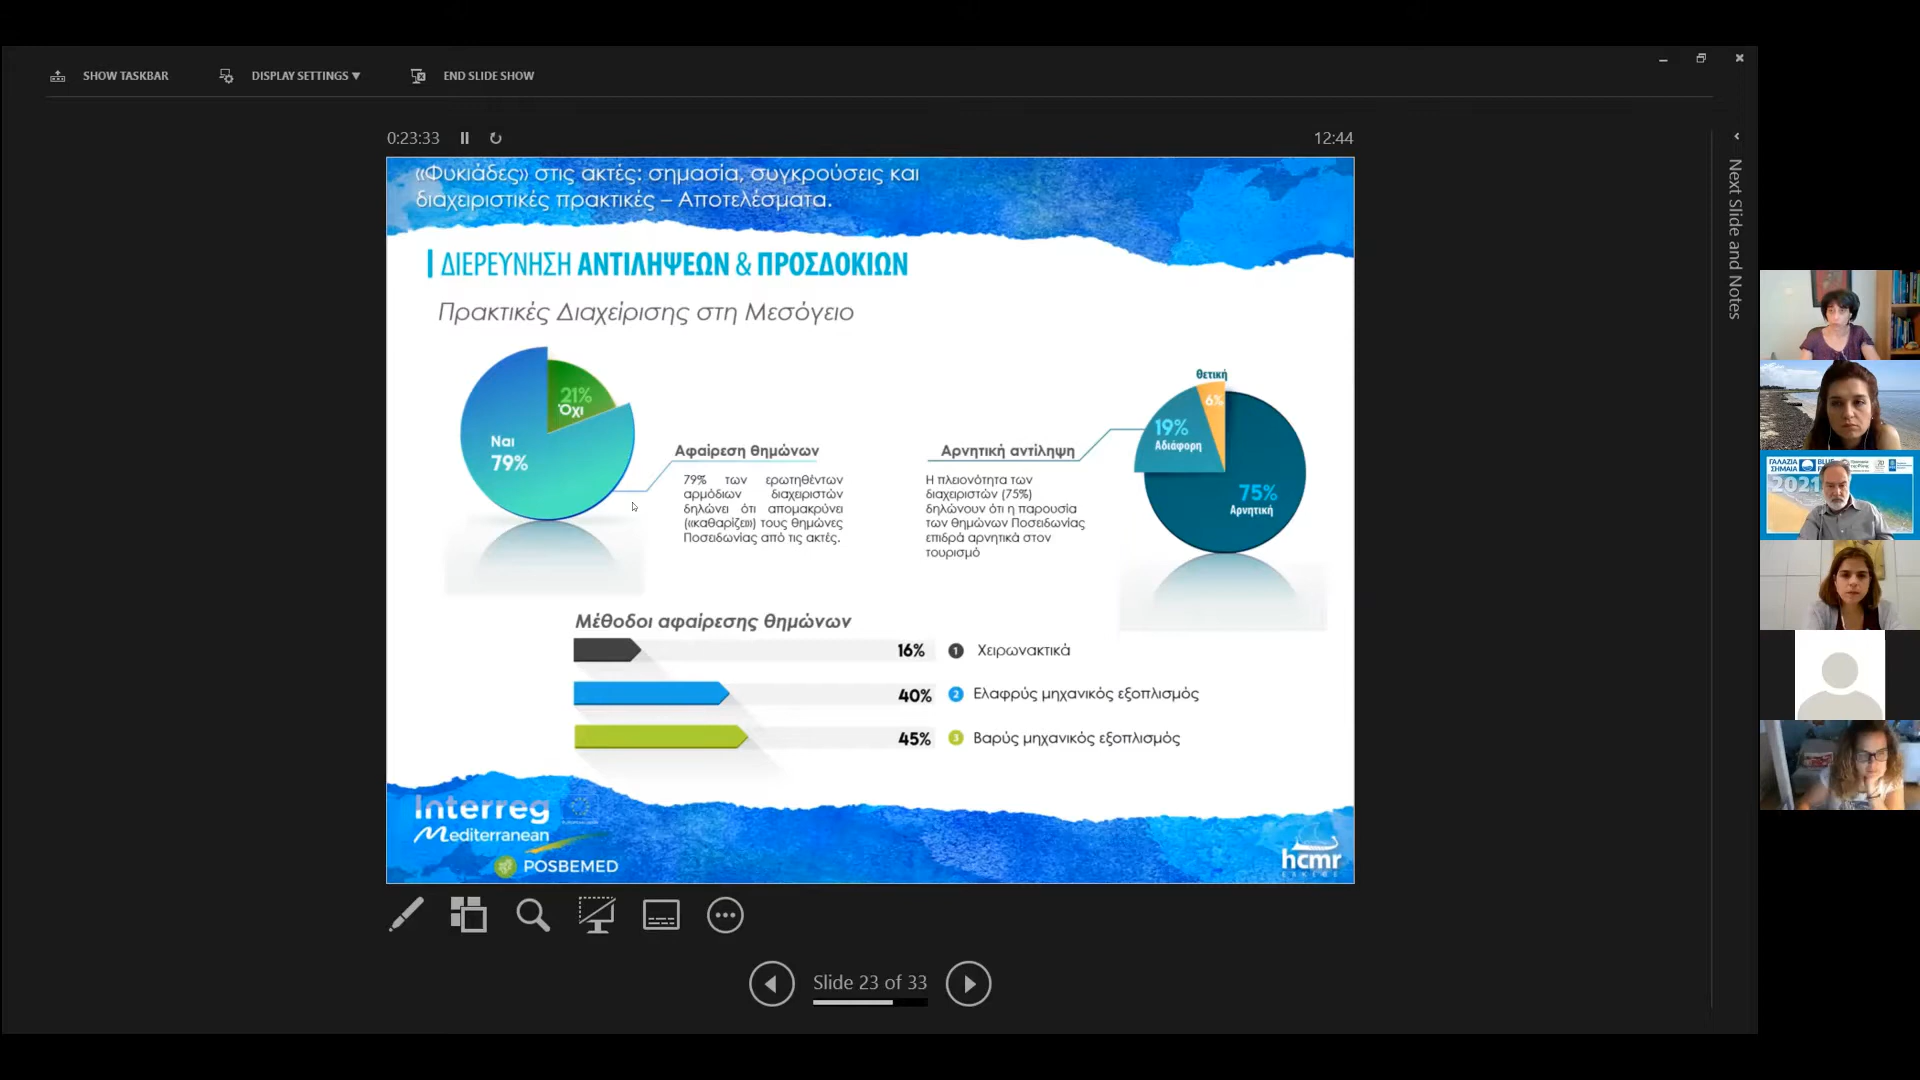 SHOW TASKBAR
DISPLAY SETTINGS ▼
END SLIDE SHOW
0:23:33
12:44
Next Slide and Notes
«Φυκιάδες» στις ακτές: σημασία, συγκρούσεις και
διαχειριστικές πρακτικές – Αποτελέσματα.
ΔΙΕΡΕΥΝΗΣΗ ΑΝΤΙΛΗΨΕΩΝ & ΠΡΟΣΔΟΚΙΩΝ
Πρακτικές Διαχείρισης στη Μεσόγειο
21%
Όχι
Ναι
79%
Αφαίρεση θημώνων
79% των ερωτηθέντων
αρμόδιων διαχειριστών
δηλώνει ότι απομακρύνει
(«καθαρίζει») τους θημώνες
Ποσειδωνίας από τις ακτές.
Αρνητική αντίληψη
Η πλειονότητα των
διαχειριστών (75%)
δηλώνουν ότι η παρουσία
των θημώνων Ποσειδωνίας
επιδρά αρνητικά στον
τουρισμό
θετική
6%
19%
Αδιάφορη
75%
Αρνητική
Μέθοδοι αφαίρεσης θημώνων
16% 1 Χειρωνακτικά
40% 2 Ελαφρύς μηχανικός εξοπλισμός
45% 3 Βαρύς μηχανικός εξοπλισμός
Interreg
Mediterranean
POSBEMED
hcmr
ΕΛΚΕΘΕ
Slide 23 of 33
ΓΑΛΑΖΙΑ
ΣΗΜΑΙΑ
2021